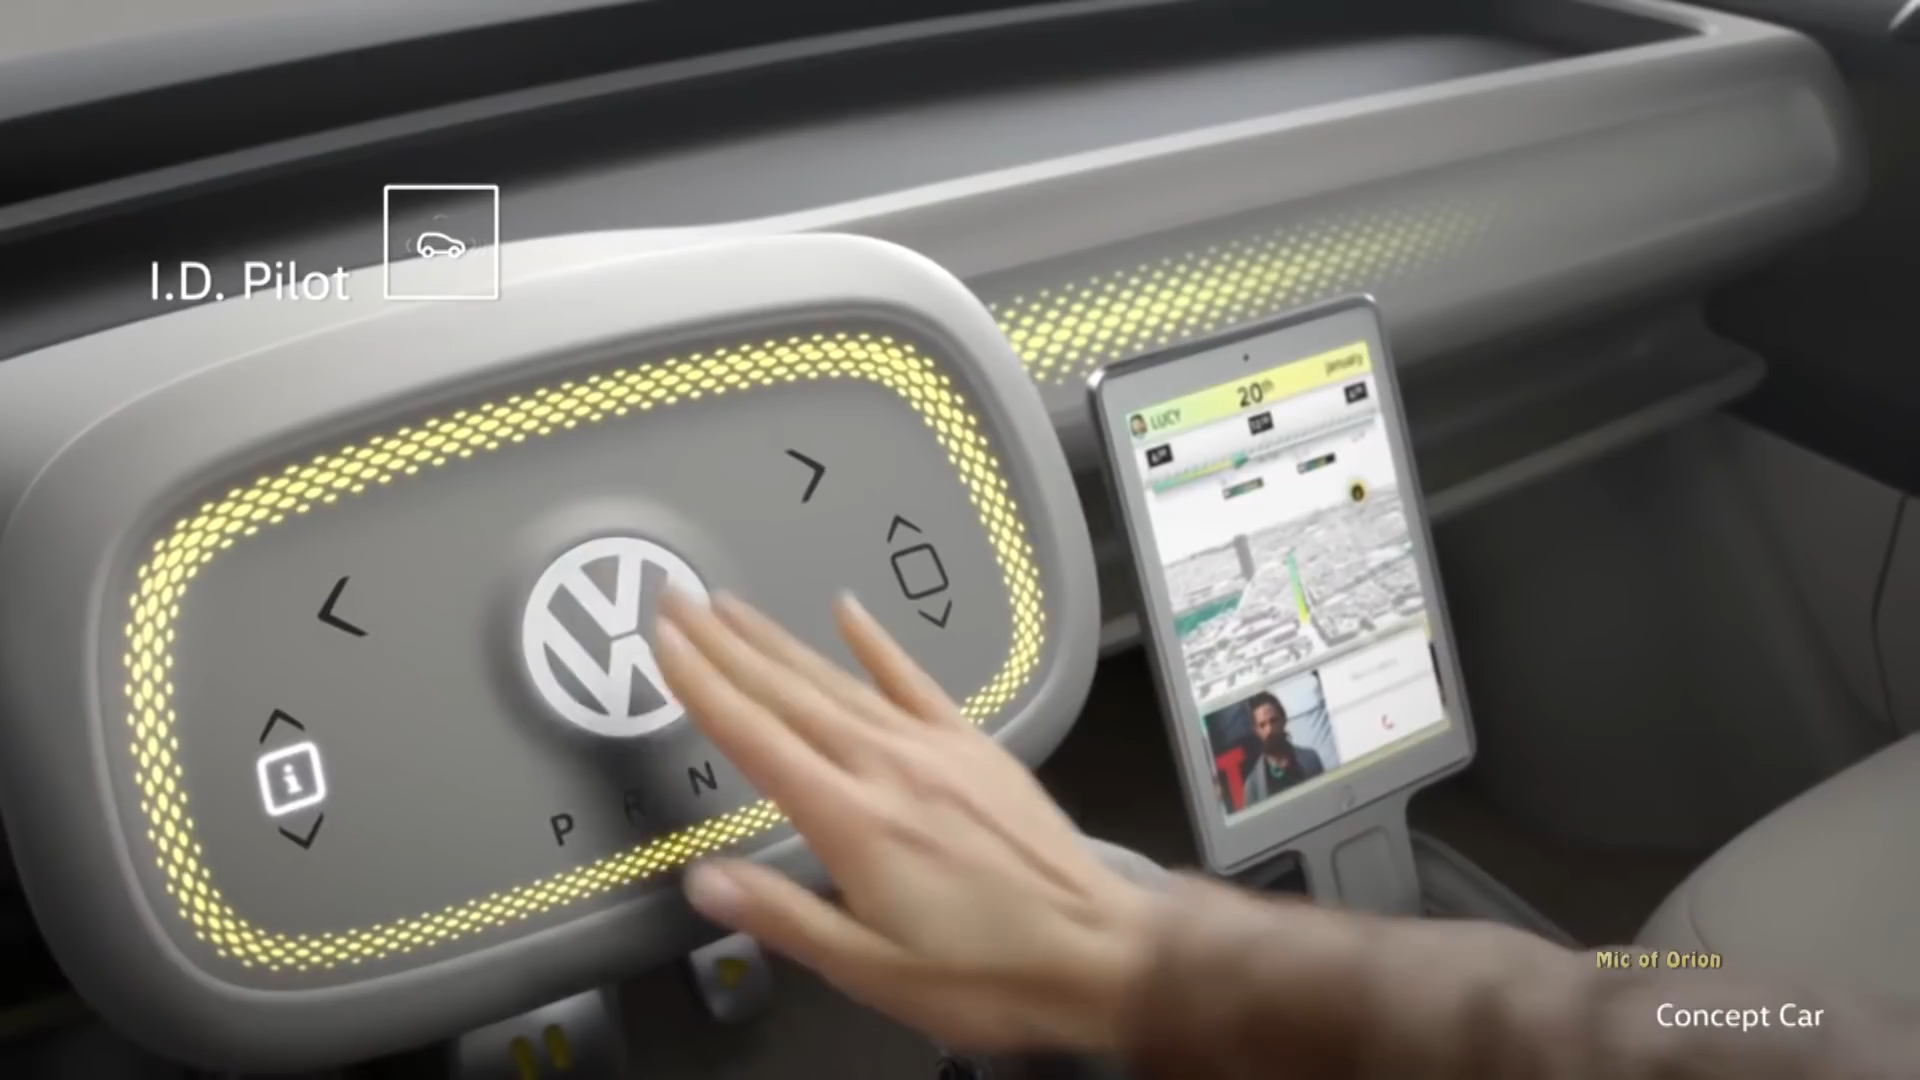 I.D. Pilot
20th
January
LUCY
P R N
Mic of Orion
Concept Car